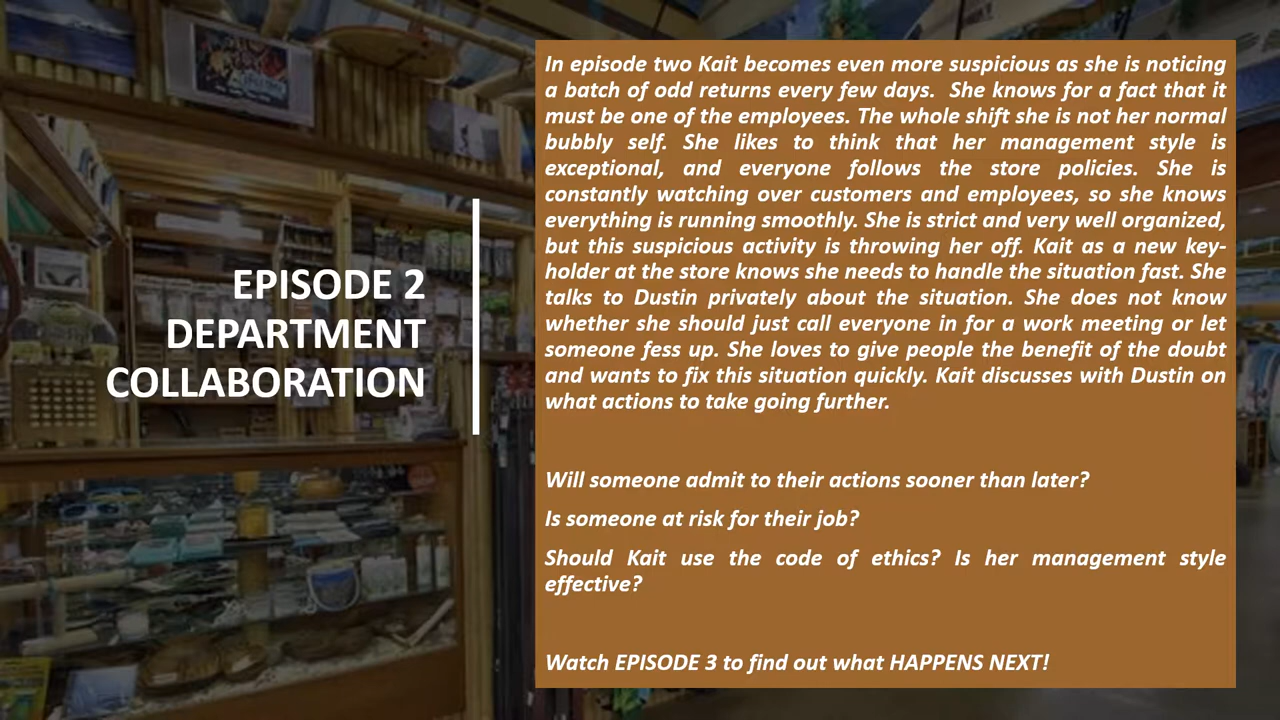 EPISODE 2
DEPARTMENT
COLLABORATION
In episode two Kait becomes even more suspicious as she is noticing
a batch of odd returns every few days.  She knows for a fact that it
must be one of the employees. The whole shift she is not her normal
bubbly self. She likes to think that her management style is
exceptional, and everyone follows the store policies. She is
constantly watching over customers and employees, so she knows
everything is running smoothly. She is strict and very well organized,
but this suspicious activity is throwing her off. Kait as a new key-
holder at the store knows she needs to handle the situation fast. She
talks to Dustin privately about the situation. She does not know
whether she should just call everyone in for a work meeting or let
someone fess up. She loves to give people the benefit of the doubt
and wants to fix this situation quickly. Kait discusses with Dustin on
what actions to take going further.
Will someone admit to their actions sooner than later?
Is someone at risk for their job?
Should Kait use the code of ethics? Is her management style
effective?
Watch EPISODE 3 to find out what HAPPENS NEXT!